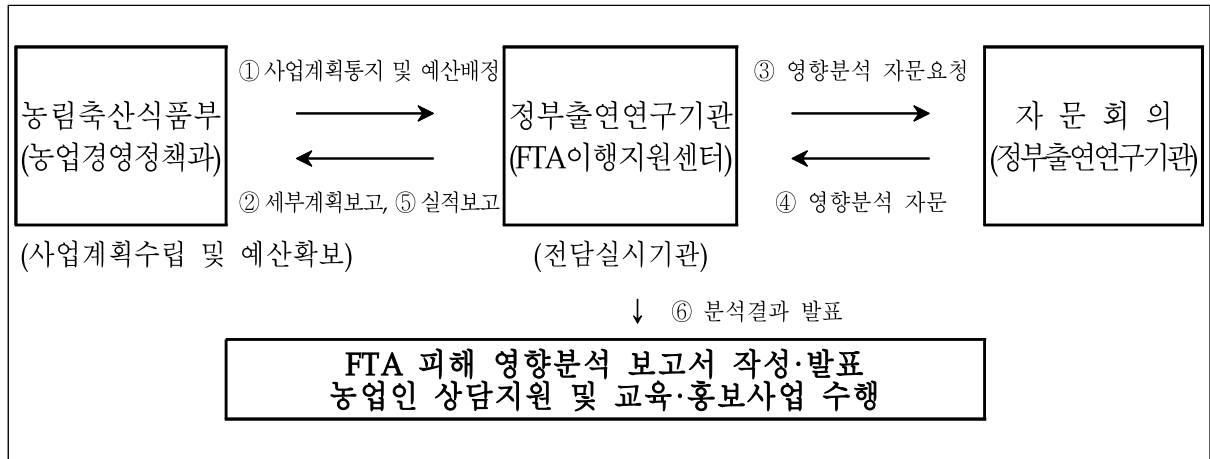 ① 사업계획통지 및 예산배정
③ 영향분석 자문요청
농림축산식품부
(농업경영정책과)
정부출연연구기관
(FTA이행지원센터)
자 문 회 의
(정부출연연구기관)
② 세부계획보고, ⑤ 실적보고
④ 영향분석 자문
(사업계획수립 및 예산확보)
(전담실시기관)
↓ ⑥ 분석결과 발표
FTA 피해 영향분석 보고서 작성·발표
농업인 상담지원 및 교육·홍보사업 수행